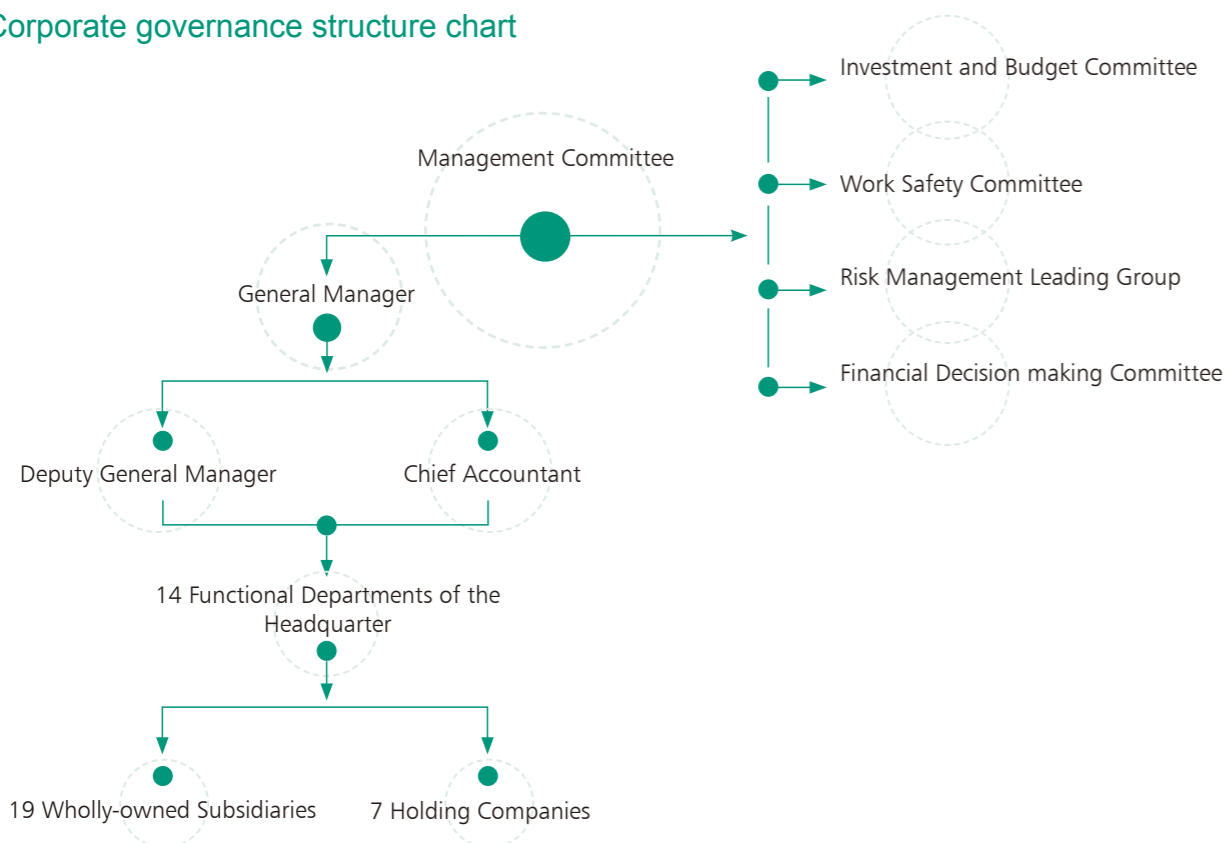 Corporate governance structure chart
Investment and Budget Committee
Management Committee
Work Safety Committee
General Manager
Risk Management Leading Group
Financial Decision making Committee
Deputy General Manager
Chief Accountant
14 Functional Departments of the
Headquarter
19 Wholly-owned Subsidiaries
7 Holding Companies